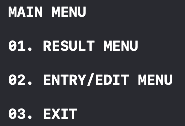 MAIN MENU
01. RESULT MENU
02. ENTRY/EDIT MENU
03. EXIT